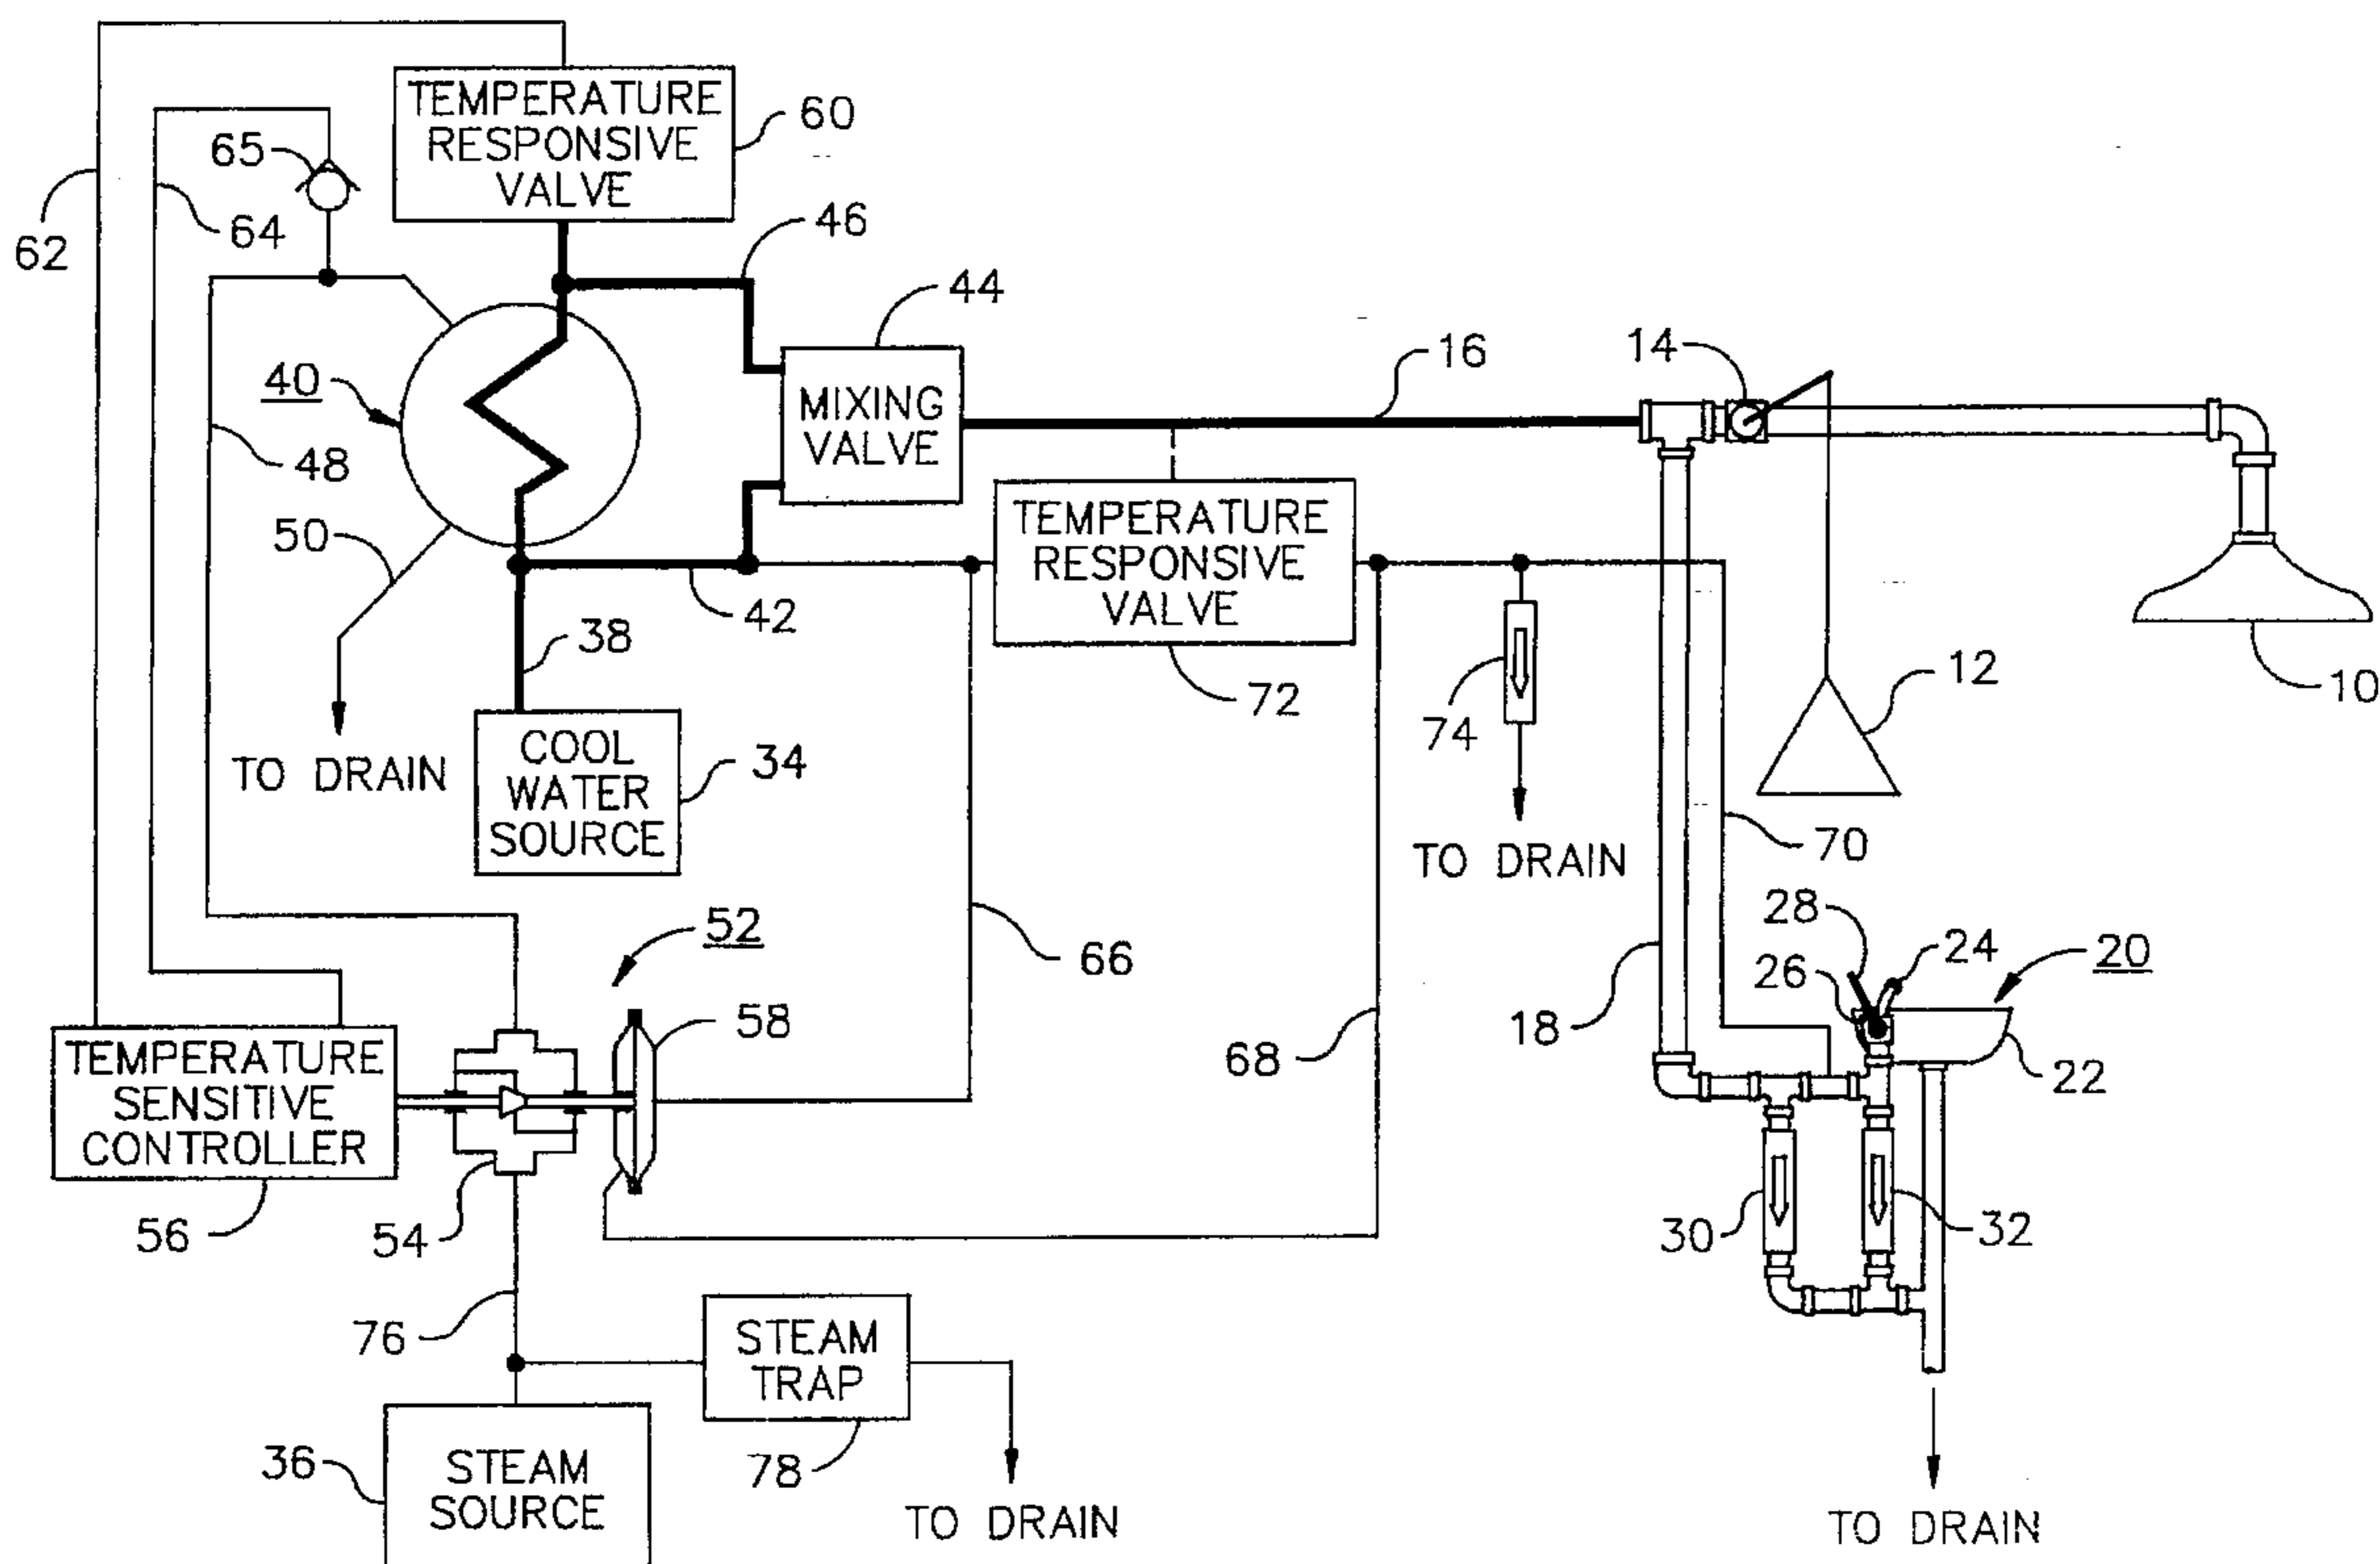 TEMPERATURE
RESPONSIVE
VALVE
60
65
62
64
46
44
40
MIXING
VALVE
16
14
48
50
TEMPERATURE
RESPONSIVE
VALVE
42
38
72
74
12
10
TO DRAIN
COOL
WATER
SOURCE
34
TO DRAIN
70
52
66
28
24
20
26
18
58
68
22
TEMPERATURE
SENSITIVE
CONTROLLER
56
54
30
32
76
STEAM
TRAP
78
36
STEAM
SOURCE
TO DRAIN
TO DRAIN